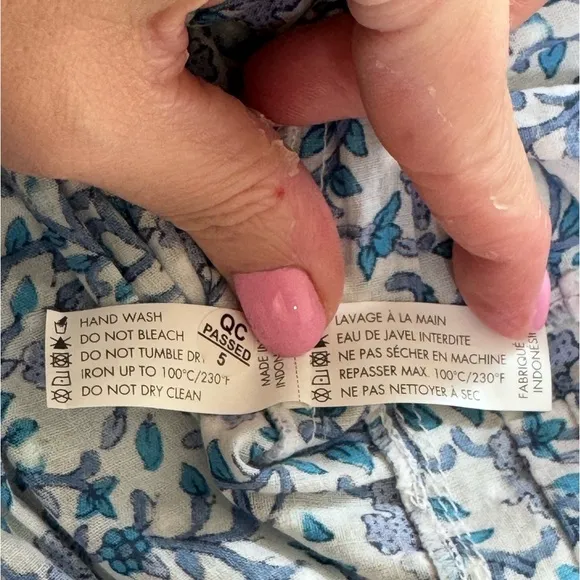 HAND WASH
DO NOT BLEACH
DO NOT TUMBLE DR
IRON UP TO 100°C/230°F
DO NOT DRY CLEAN
QC
PASSED
5
MADE IN
INDON
LAVAGE À LA MAIN
EAU DE JAVEL INTERDITE
NE PAS SÉCHER EN MACHINE
REPASSER MAX. 100°C/230°F
NE PAS NETTOYER À SEC
FABRIQUÉ
INDONÉSI